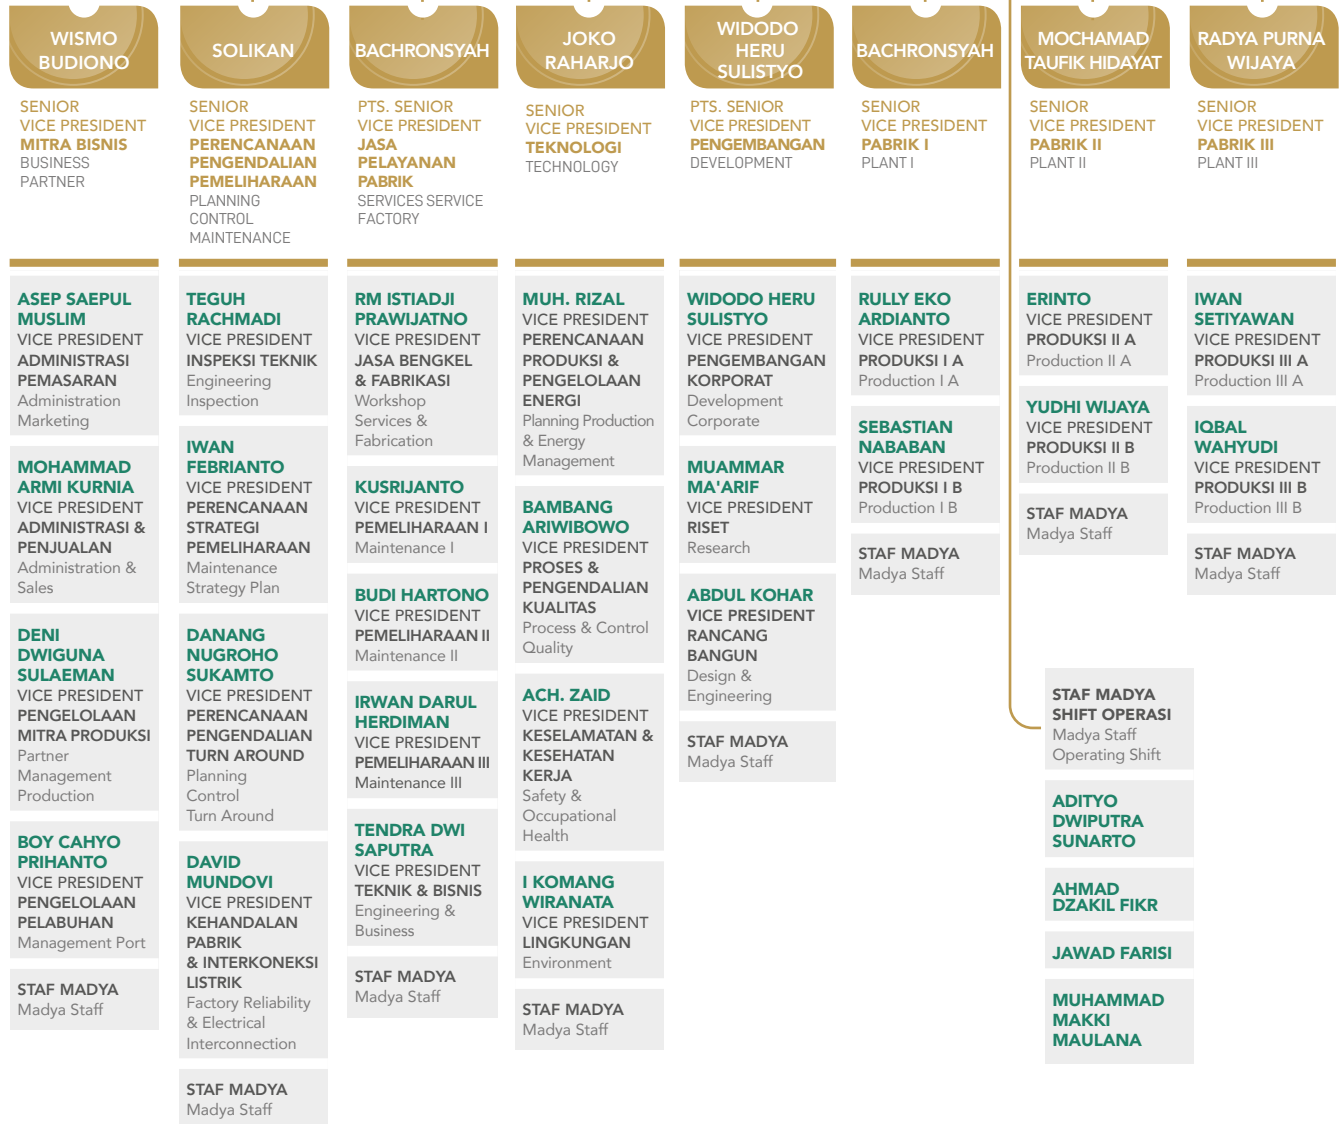 WISMO
BUDIONO
SENIOR
VICE PRESIDENT
MITRA BISNIS
BUSINESS
PARTNER
ASEP SAEPUL
MUSLIM
VICE PRESIDENT
ADMINISTRASI
PEMASARAN
Administration
Marketing
MOHAMMAD
ARMI KURNIA
VICE PRESIDENT
ADMINISTRASI &
PENJUALAN
Administration &
Sales
DENI
DWIGUNA
SULAEMAN
VICE PRESIDENT
PENGELOLAAN
MITRA PRODUKSI
Partner
Management
Production
BOY CAHYO
PRIHANTO
VICE PRESIDENT
PENGELOLAAN
PELABUHAN
Management Port
STAF MADYA
Madya Staff
SOLIKAN
SENIOR
VICE PRESIDENT
PERENCANAAN
PENGENDALIAN
PEMELIHARAAN
PLANNING
CONTROL
MAINTENANCE
TEGUH
RACHMADI
VICE PRESIDENT
INSPEKSI TEKNIK
Engineering
Inspection
IWAN
FEBRIANTO
VICE PRESIDENT
PERENCANAAN
STRATEGI
PEMELIHARAAN
Maintenance
Strategy Plan
DANANG
NUGROHO
SUKAMTO
VICE PRESIDENT
PERENCANAAN
PENGENDALIAN
TURN AROUND
Planning
Control
Turn Around
DAVID
MUNDOVI
VICE PRESIDENT
KEHANDALAN
PABRIK
& INTERKONEKSI
LISTRIK
Factory Reliability
& Electrical
Interconnection
STAF MADYA
Madya Staff
BACHRONSYAH
PTS. SENIOR
VICE PRESIDENT
JASA
PELAYANAN
PABRIK
SERVICES SERVICE
FACTORY
RM ISTIADJI
PRAWIJATNO
VICE PRESIDENT
JASA BENGKEL
& FABRIKASI
Workshop
Services &
Fabrication
KUSRIJANTO
VICE PRESIDENT
PEMELIHARAAN I
Maintenance I
BUDI HARTONO
VICE PRESIDENT
PEMELIHARAAN II
Maintenance II
IRWAN DARUL
HERDIMAN
VICE PRESIDENT
PEMELIHARAAN III
Maintenance III
TENDRA DWI
SAPUTRA
VICE PRESIDENT
TEKNIK & BISNIS
Engineering &
Business
STAF MADYA
Madya Staff
JOKO
RAHARJO
SENIOR
VICE PRESIDENT
TEKNOLOGI
TECHNOLOGY
MUH. RIZAL
VICE PRESIDENT
PERENCANAAN
PRODUKSI &
PENGELOLAAN
ENERGI
Planning Production
& Energy
Management
BAMBANG
ARIWIBOWO
VICE PRESIDENT
PROSES &
PENGENDALIAN
KUALITAS
Process & Control
Quality
ACH. ZAID
VICE PRESIDENT
KESELAMATAN &
KESEHATAN
KERJA
Safety &
Occupational
Health
I KOMANG
WIRANATA
VICE PRESIDENT
LINGKUNGAN
Environment
STAF MADYA
Madya Staff
WIDODO
HERU
SULISTYO
PTS. SENIOR
VICE PRESIDENT
PENGEMBANGAN
DEVELOPMENT
WIDODO HERU
SULISTYO
VICE PRESIDENT
PENGEMBANGAN
KORPORAT
Development
Corporate
MUAMMAR
MA'ARIF
VICE PRESIDENT
RISET
Research
ABDUL KOHAR
VICE PRESIDENT
RANCANG
BANGUN
Design &
Engineering
STAF MADYA
Madya Staff
BACHRONSYAH
SENIOR
VICE PRESIDENT
PABRIK I
PLANT I
RULLY EKO
ARDIANTO
VICE PRESIDENT
PRODUKSI I A
Production I A
SEBASTIAN
NABABAN
VICE PRESIDENT
PRODUKSI I B
Production I B
STAF MADYA
Madya Staff
MOCHAMAD
TAUFIK HIDAYAT
SENIOR
VICE PRESIDENT
PABRIK II
PLANT II
ERINTO
VICE PRESIDENT
PRODUKSI II A
Production II A
YUDHI WIJAYA
VICE PRESIDENT
PRODUKSI II B
Production II B
STAF MADYA
Madya Staff
RADYA PURNA
WIJAYA
SENIOR
VICE PRESIDENT
PABRIK III
PLANT III
IWAN
SETIYAWAN
VICE PRESIDENT
PRODUKSI III A
Production III A
IQBAL
WAHYUDI
VICE PRESIDENT
PRODUKSI III B
Production III B
STAF MADYA
Madya Staff
STAF MADYA
SHIFT OPERASI
Madya Staff
Operating Shift
ADITYO
DWIPUTRA
SUNARTO
AHMAD
DZAKIL FIKR
JAWAD FARISI
MUHAMMAD
MAKKI
MAULANA